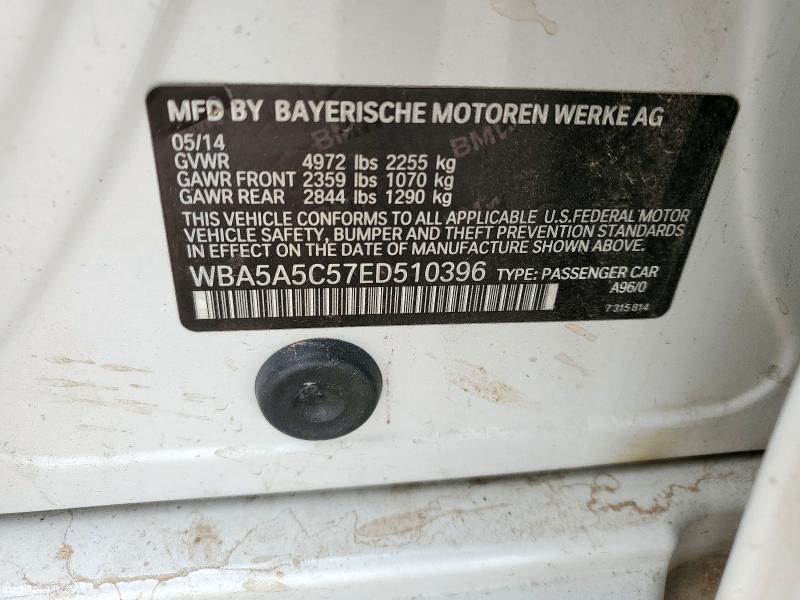 MFD BY BAYERISCHE MOTOREN WERKE AG
05/14
GVWR 4972 lbs 2255 kg
GAWR FRONT 2359 lbs 1070 kg
GAWR REAR 2844 lbs 1290 kg
THIS VEHICLE CONFORMS TO ALL APPLICABLE U.S.FEDERAL MOTOR
VEHICLE SAFETY, BUMPER AND THEFT PREVENTION STANDARDS
IN EFFECT ON THE DATE OF MANUFACTURE SHOWN ABOVE.
WBA5A5C57ED510396 TYPE: PASSENGER CAR
A96/0
7 315 814